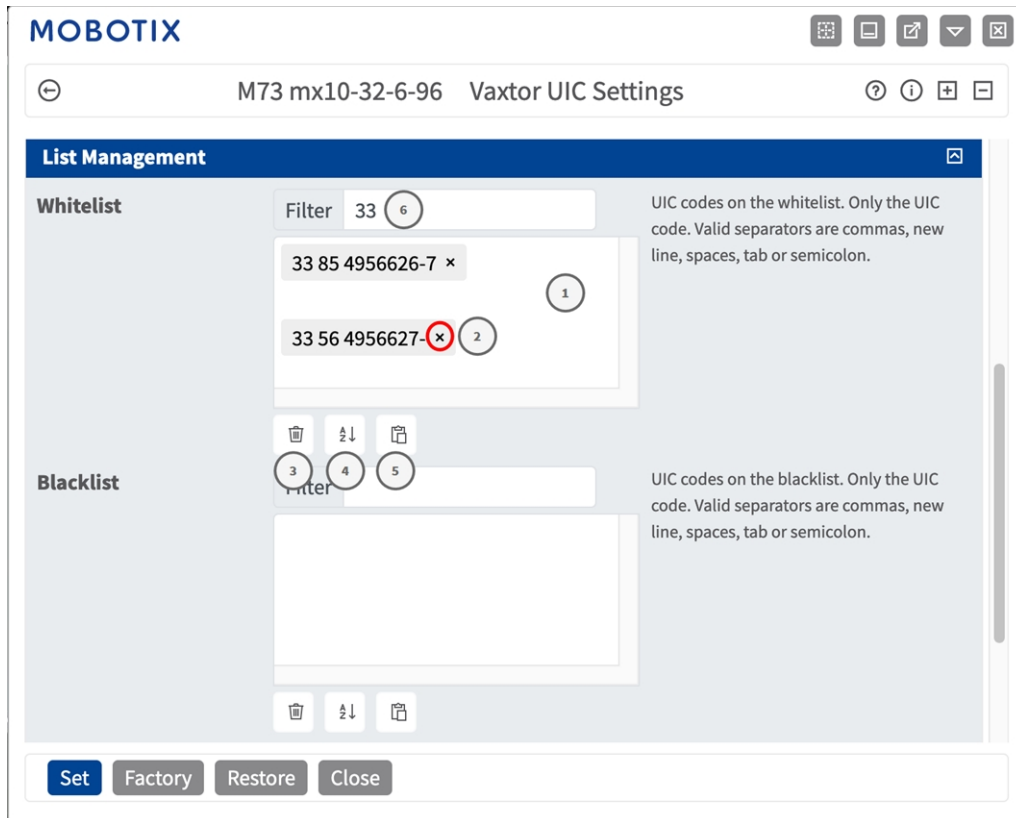 MOBOTIX
M73 mx10-32-6-96 Vaxtor UIC Settings
List Management
Whitelist
Filter 33 6
UIC codes on the whitelist. Only the UIC
code. Valid separators are commas, new
line, spaces, tab or semicolon.
33 85 4956626-7 ×
1
33 56 4956627- × 2
3 4 5
Blacklist
Filter
UIC codes on the blacklist. Only the UIC
code. Valid separators are commas, new
line, spaces, tab or semicolon.
Set Factory Restore Close